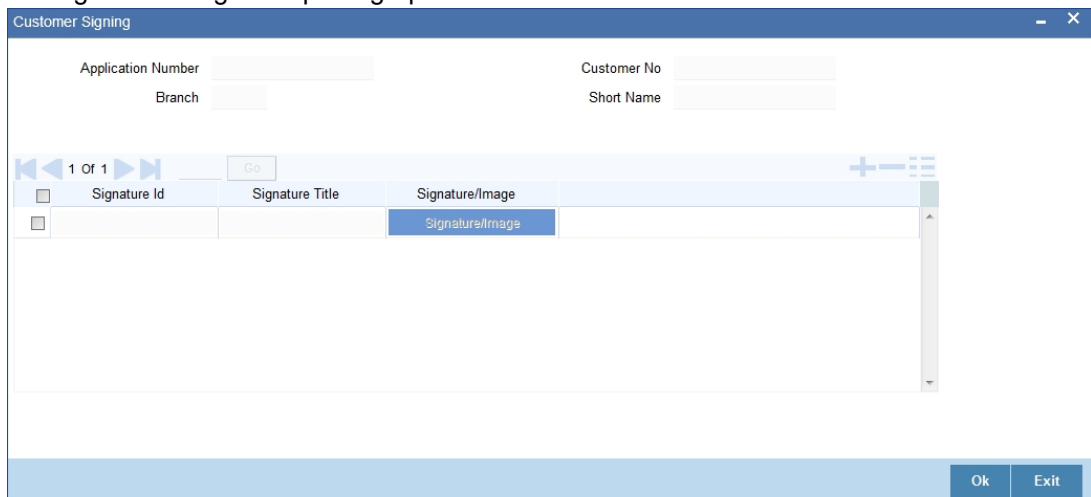 Customer Signing
Application Number Customer No
Branch Short Name
1 Of 1 Go
Signature Id Signature Title Signature/Image
Signature/Image
Ok Exit